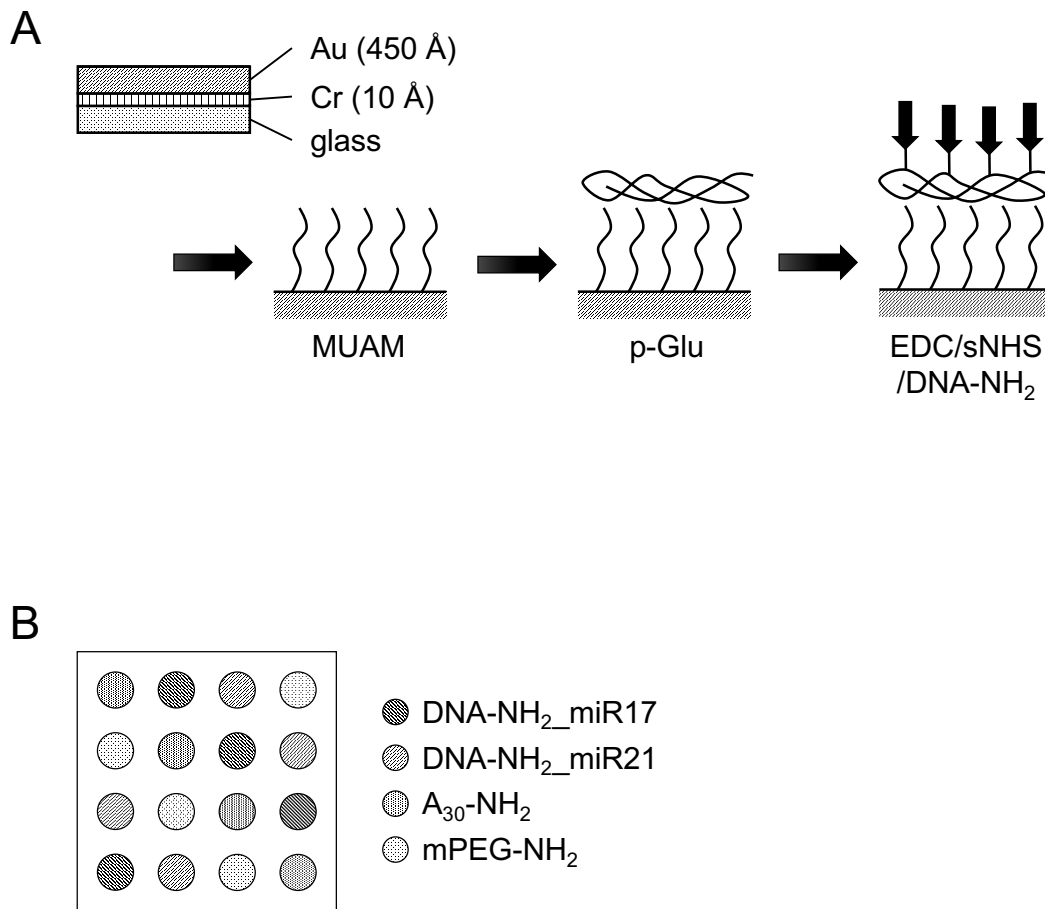 A
Au (450 Å)
Cr (10 Å)
glass
MUAM
p-Glu
EDC/sNHS
/DNA-NH₂
B
DNA-NH₂_miR17
DNA-NH₂_miR21
A₃₀-NH₂
mPEG-NH₂